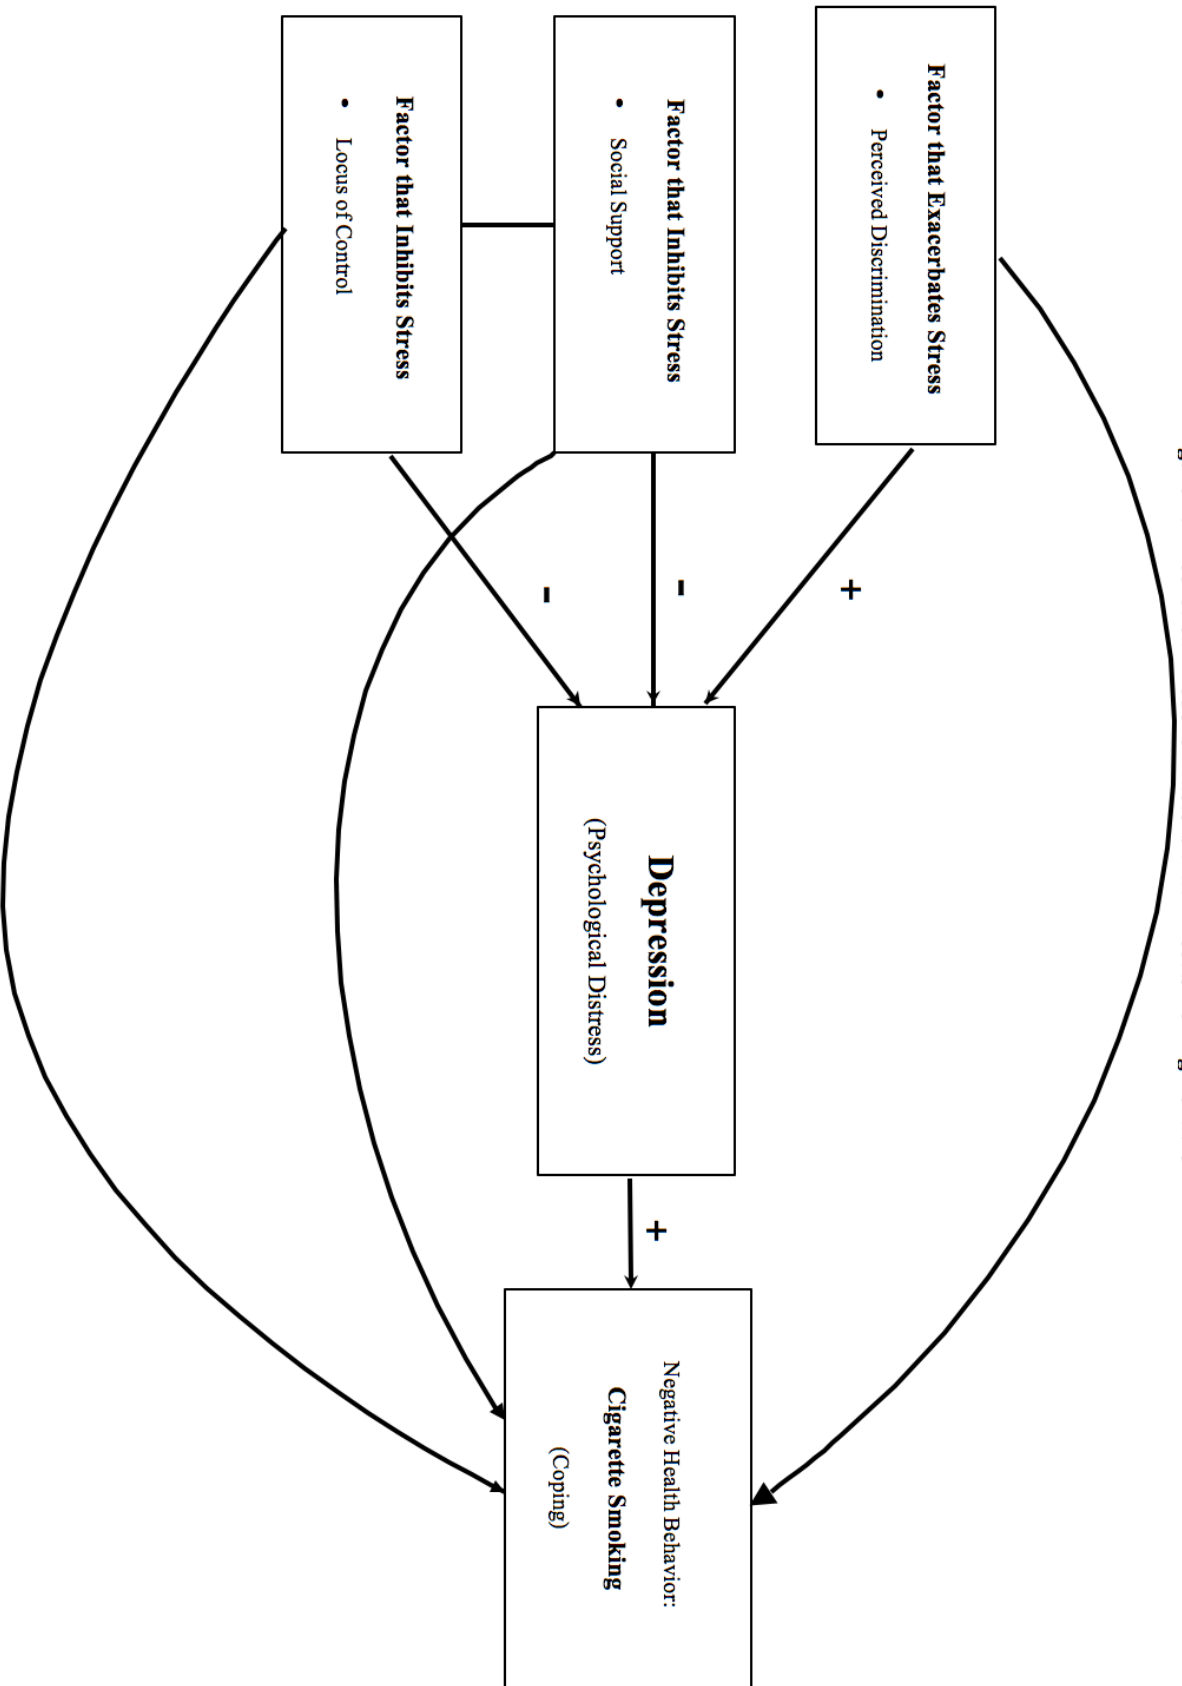 Factor that Exacerbates Stress
• Perceived Discrimination
+
Factor that Inhibits Stress
• Social Support
-
Factor that Inhibits Stress
• Locus of Control
-
Depression
(Psychological Distress)
+
Negative Health Behavior:
Cigarette Smoking
(Coping)